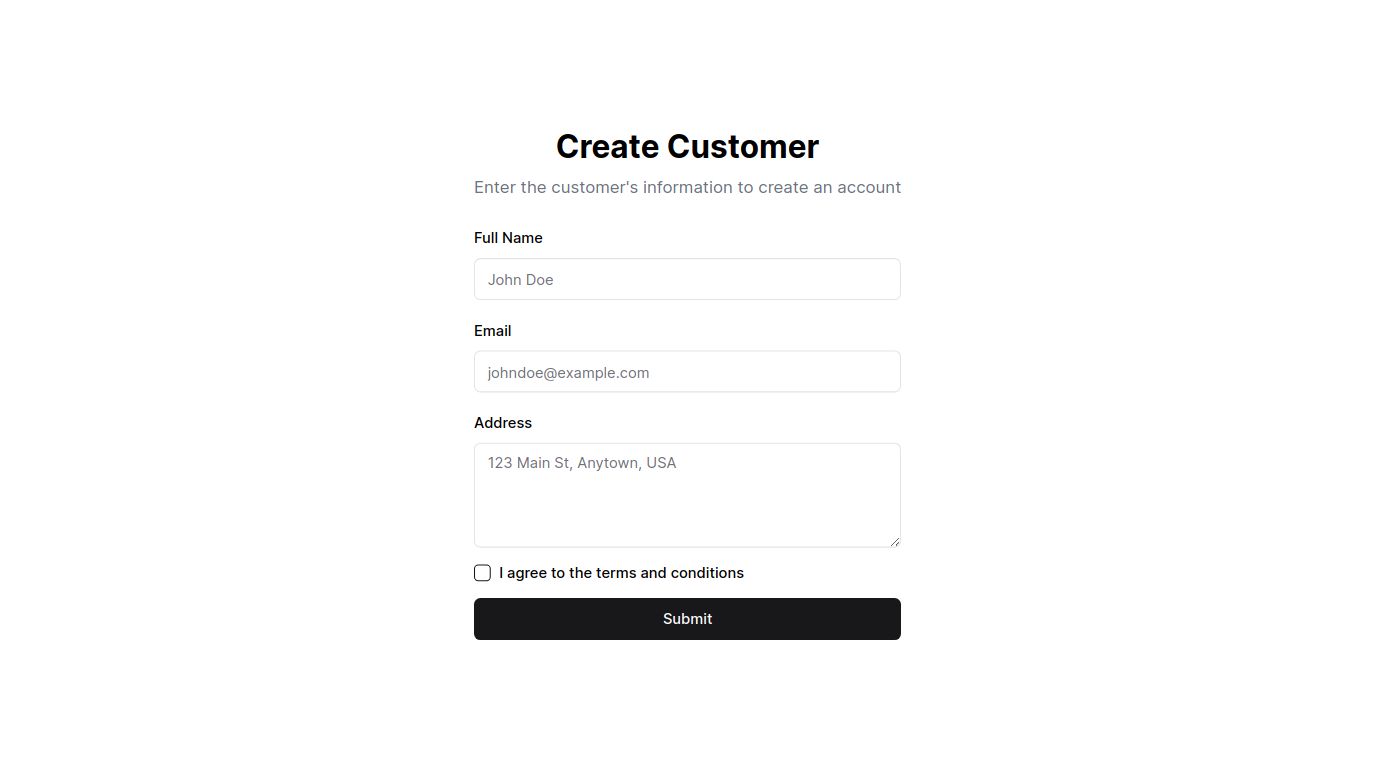 Create Customer
Enter the customer's information to create an account
Full Name
John Doe
Email
johndoe@example.com
Address
123 Main St, Anytown, USA
I agree to the terms and conditions
Submit